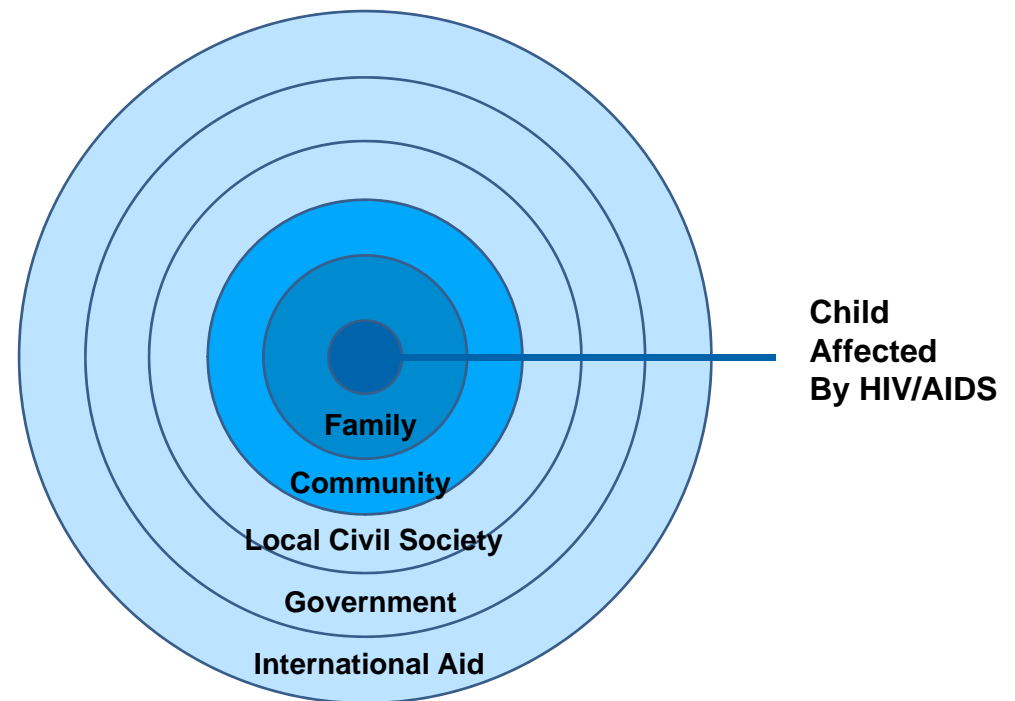 Child
Affected
By HIV/AIDS
Family
Community
Local Civil Society
Government
International Aid